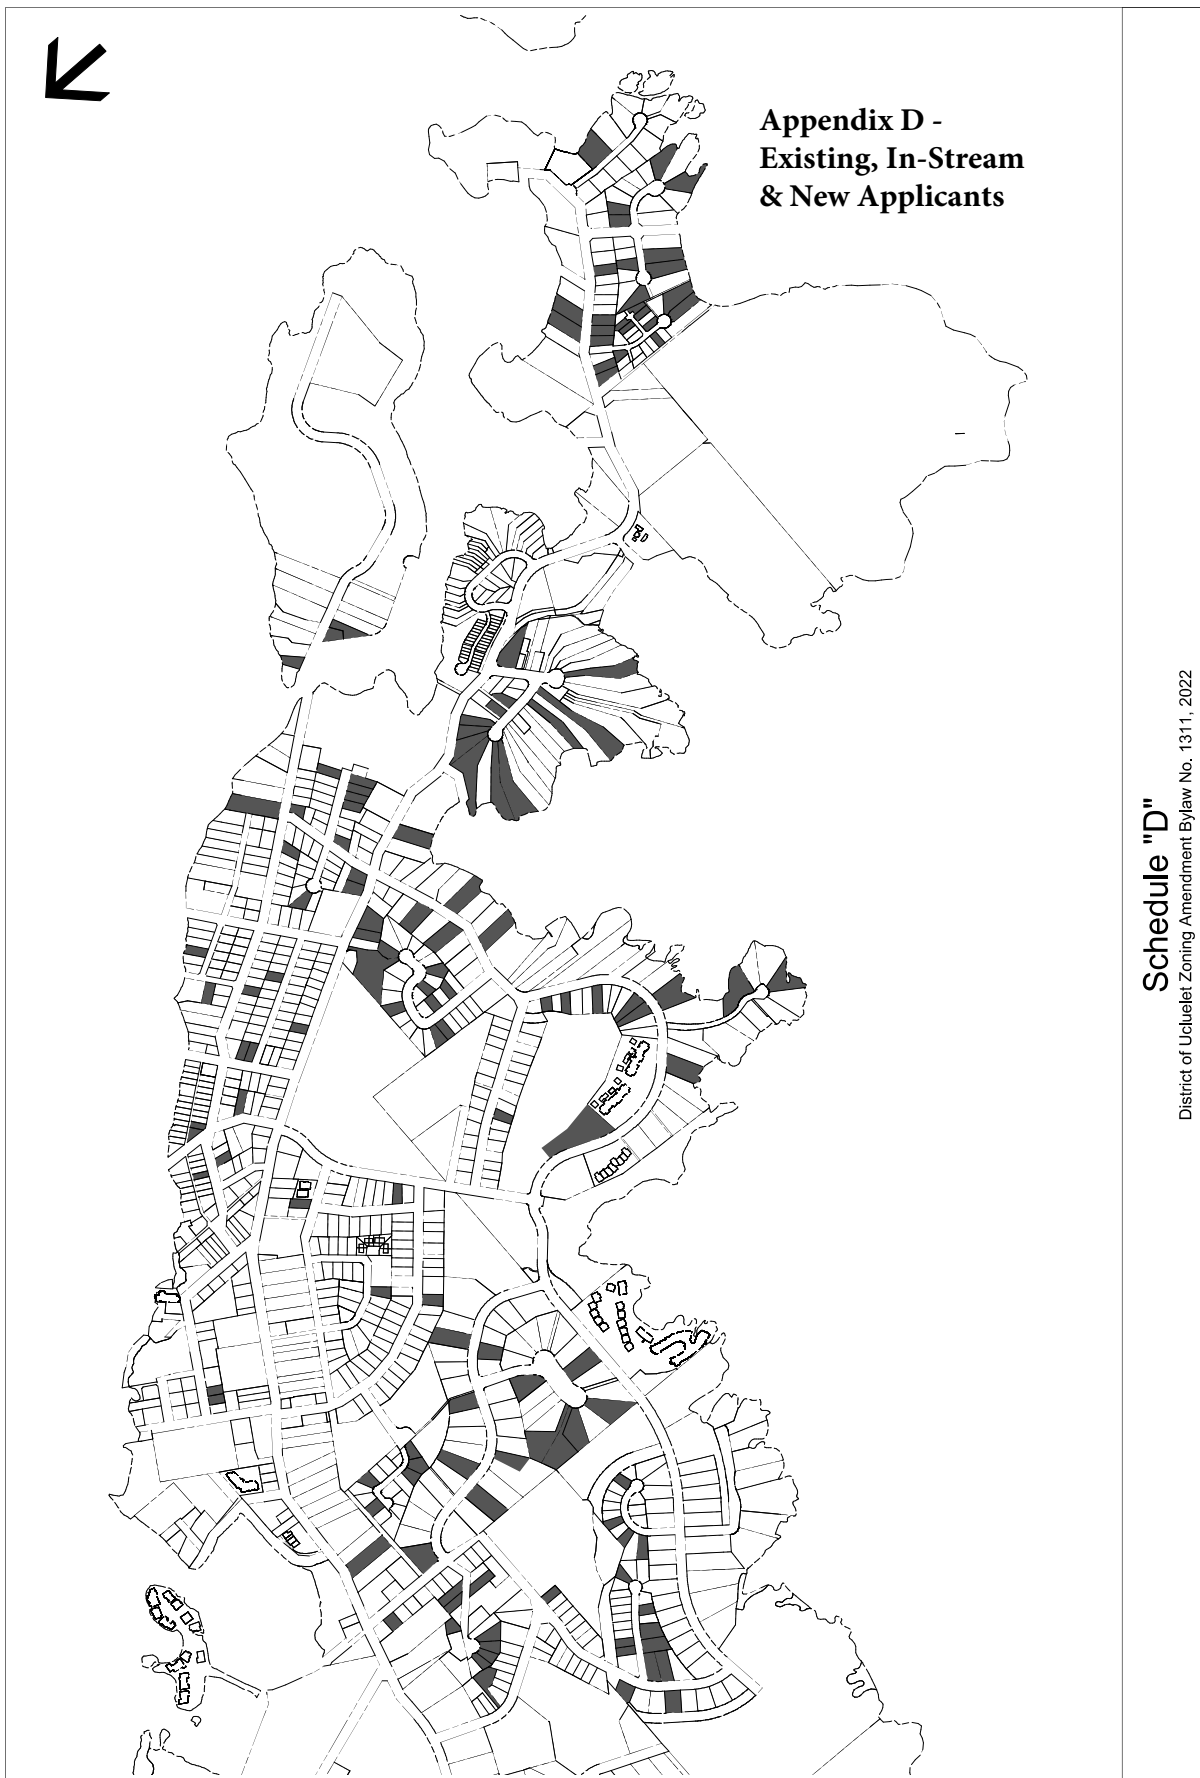 Appendix D -
Existing, In-Stream
& New Applicants
Schedule "D"
District of Ucluelet Zoning Amendment Bylaw No. 1311, 2022